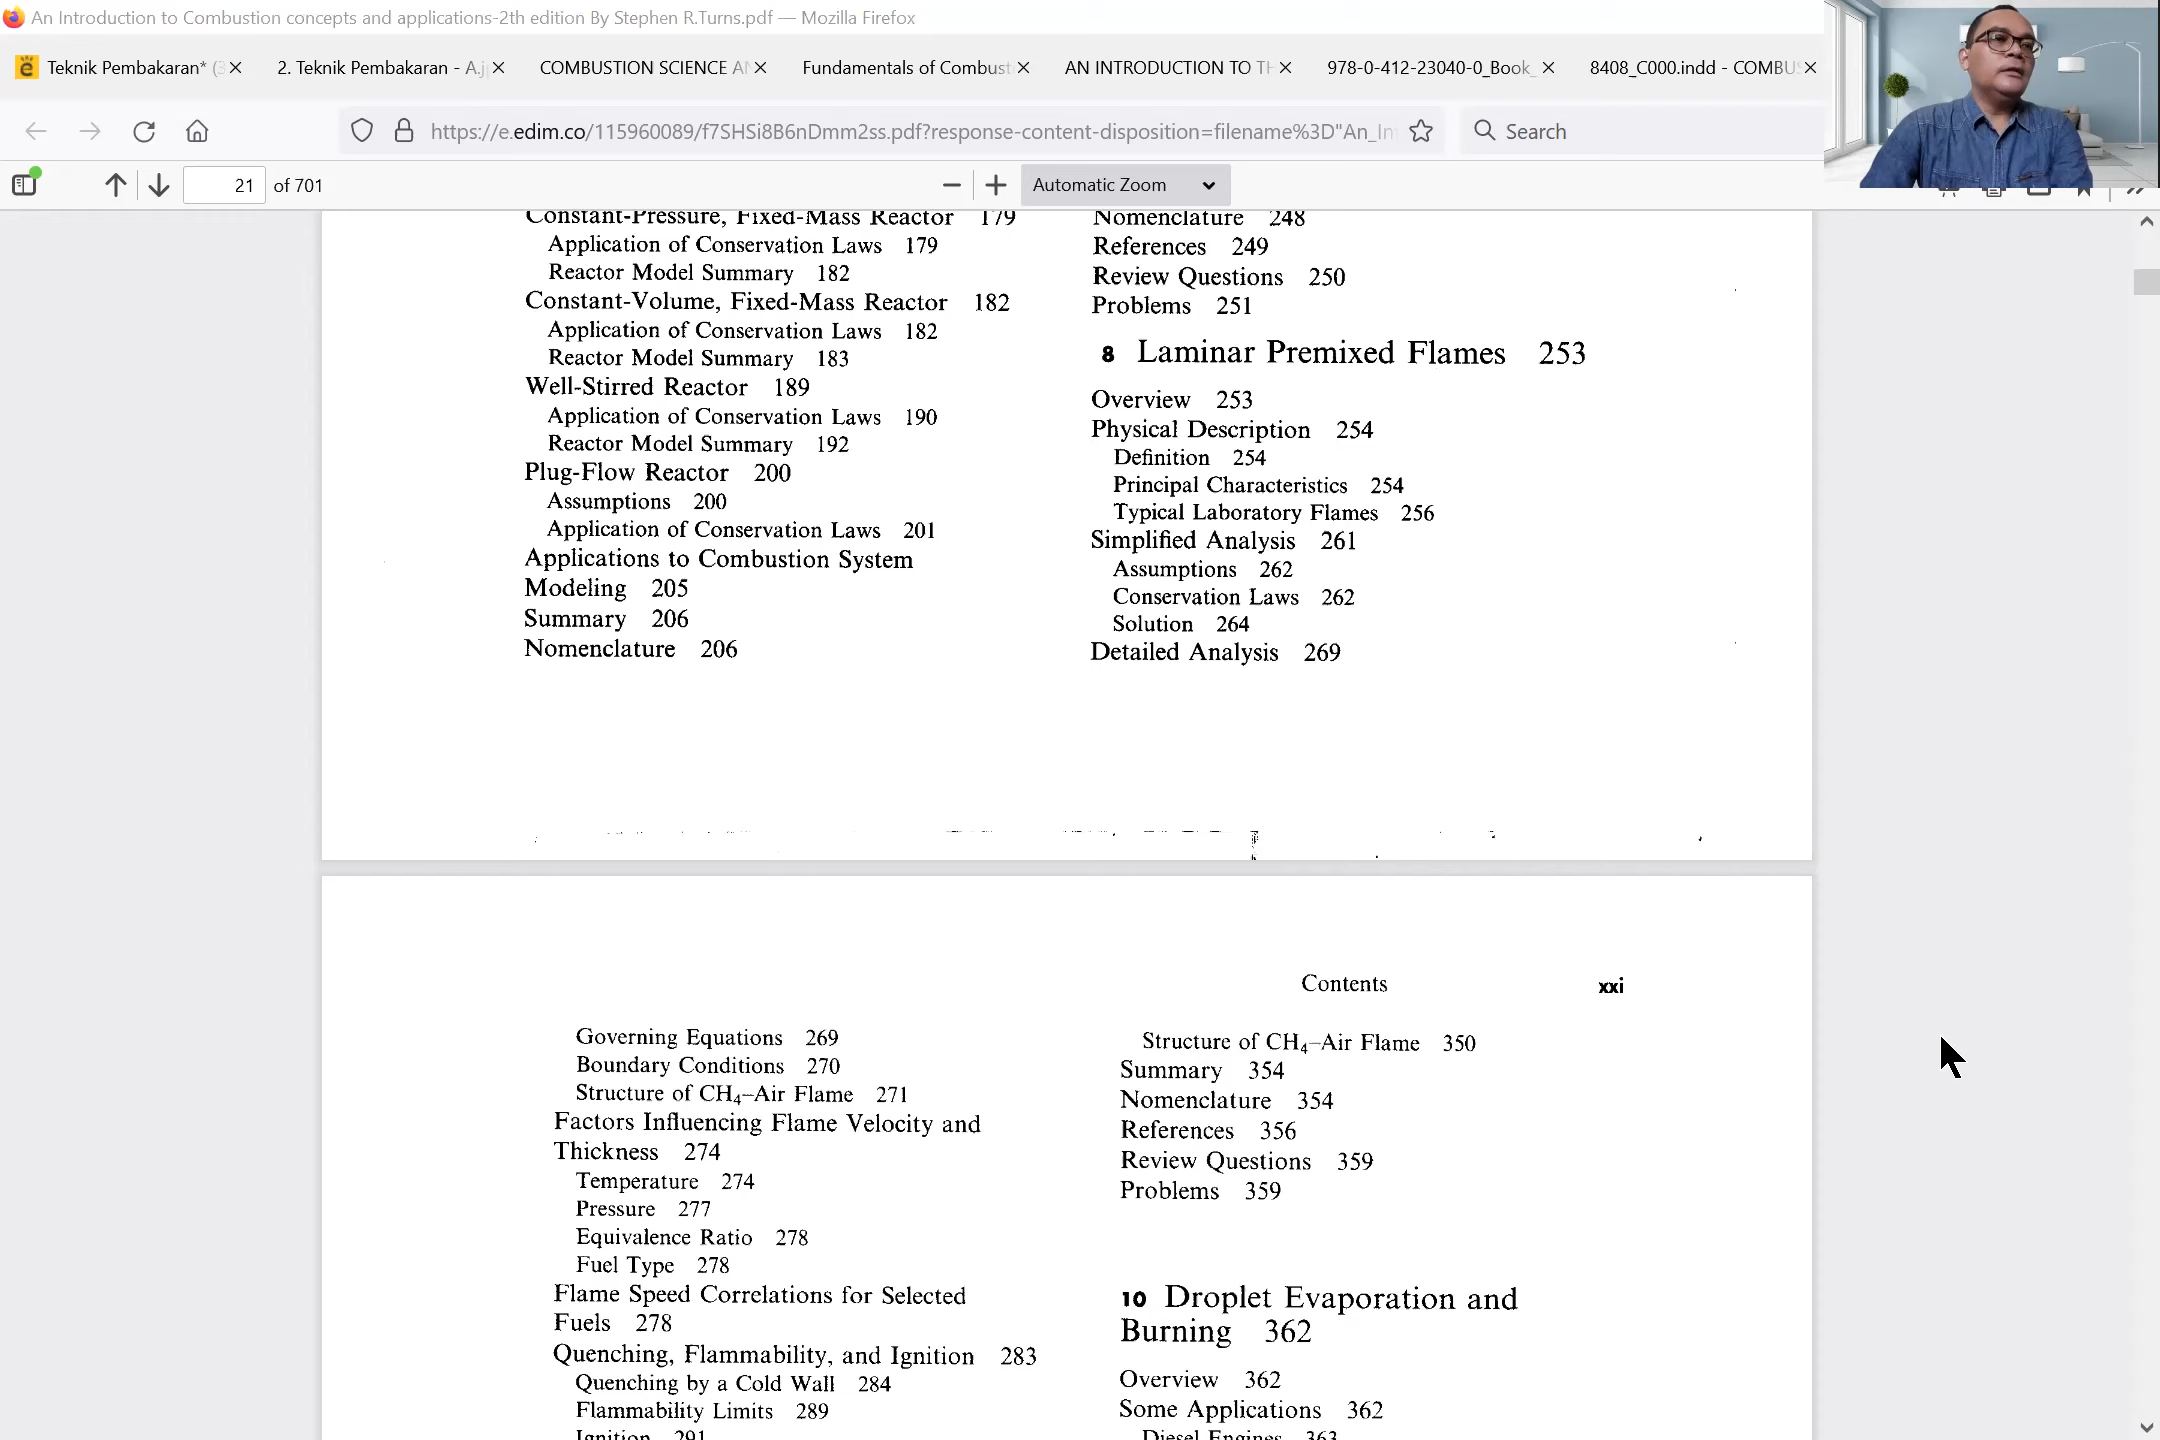 An Introduction to Combustion concepts and applications-2th edition By Stephen R.Turns.pdf — Mozilla Firefox
Teknik Pembakaran*
2. Teknik Pembakaran - A.j
COMBUSTION SCIENCE AN
Fundamentals of Combust
AN INTRODUCTION TO TH
978-0-412-23040-0_Book_
8408_C000.indd - COMBUS
https://e.edim.co/115960089/f7SHSi8B6nDmm2ss.pdf?response-content-disposition=filename%3D"An_In
Search
21 of 701
Automatic Zoom
Constant-Pressure, Fixed-Mass Reactor 179
Application of Conservation Laws 179
Reactor Model Summary 182
Constant-Volume, Fixed-Mass Reactor 182
Application of Conservation Laws 182
Reactor Model Summary 183
Well-Stirred Reactor 189
Application of Conservation Laws 190
Reactor Model Summary 192
Plug-Flow Reactor 200
Assumptions 200
Application of Conservation Laws 201
Applications to Combustion System
Modeling 205
Summary 206
Nomenclature 206
Nomenclature 248
References 249
Review Questions 250
Problems 251
8 Laminar Premixed Flames 253
Overview 253
Physical Description 254
Definition 254
Principal Characteristics 254
Typical Laboratory Flames 256
Simplified Analysis 261
Assumptions 262
Conservation Laws 262
Solution 264
Detailed Analysis 269
Contents xxi
Governing Equations 269
Boundary Conditions 270
Structure of CH₄–Air Flame 271
Factors Influencing Flame Velocity and
Thickness 274
Temperature 274
Pressure 277
Equivalence Ratio 278
Fuel Type 278
Flame Speed Correlations for Selected
Fuels 278
Quenching, Flammability, and Ignition 283
Quenching by a Cold Wall 284
Flammability Limits 289
Ignition 291
Structure of CH₄–Air Flame 350
Summary 354
Nomenclature 354
References 356
Review Questions 359
Problems 359
10 Droplet Evaporation and
Burning 362
Overview 362
Some Applications 362
Diesel Engines 363